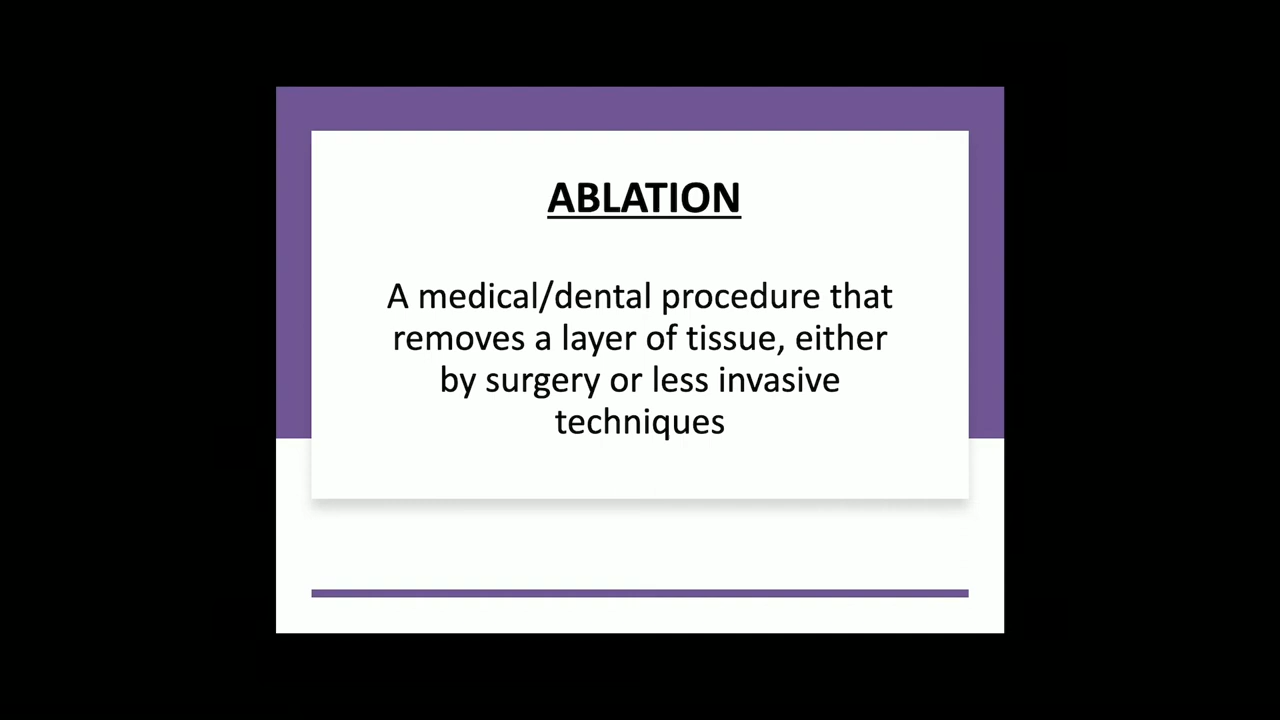 ABLATION
A medical/dental procedure that
removes a layer of tissue, either
by surgery or less invasive
techniques